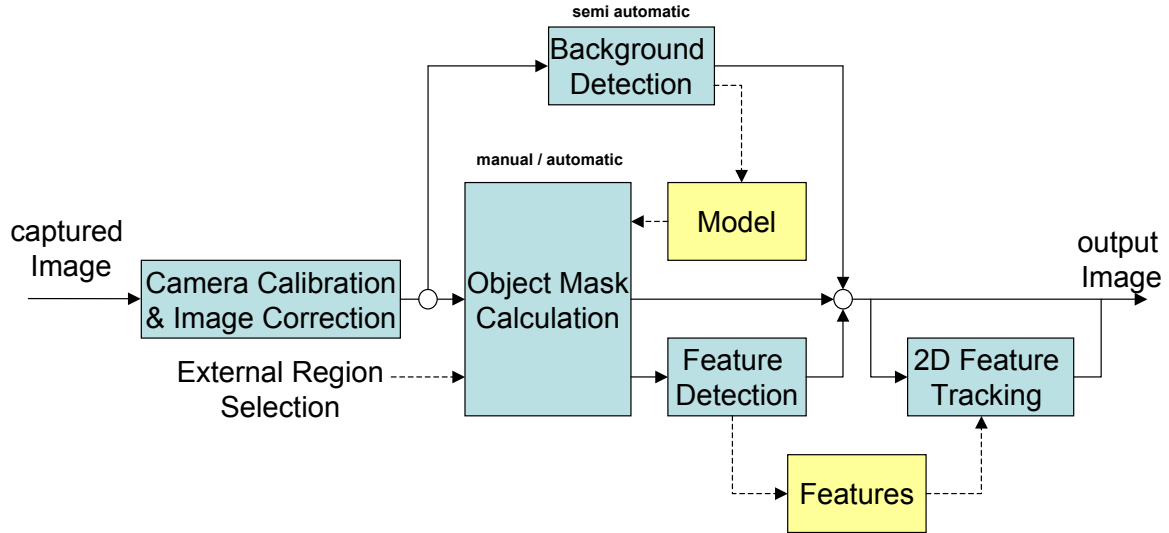 semi automatic
Background
Detection
manual / automatic
Model
captured
Image
output
Image
Camera Calibration
& Image Correction
Object Mask
Calculation
External Region
Selection
Feature
Detection
2D Feature
Tracking
Features